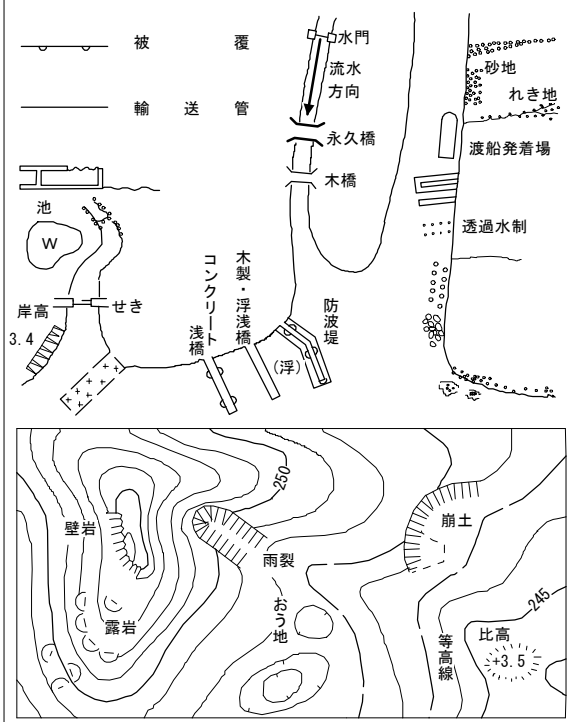 被覆
輸送管
池
W
岸高
3.4
せき
コンクリート浅橋
木製・浮浅橋
(浮)
防波堤
水門
流水方向
永久橋
木橋
砂地
れき地
渡船発着場
透過水制
壁岩
露岩
250
雨裂
おう地
崩土
等高線
245
比高
+3.5